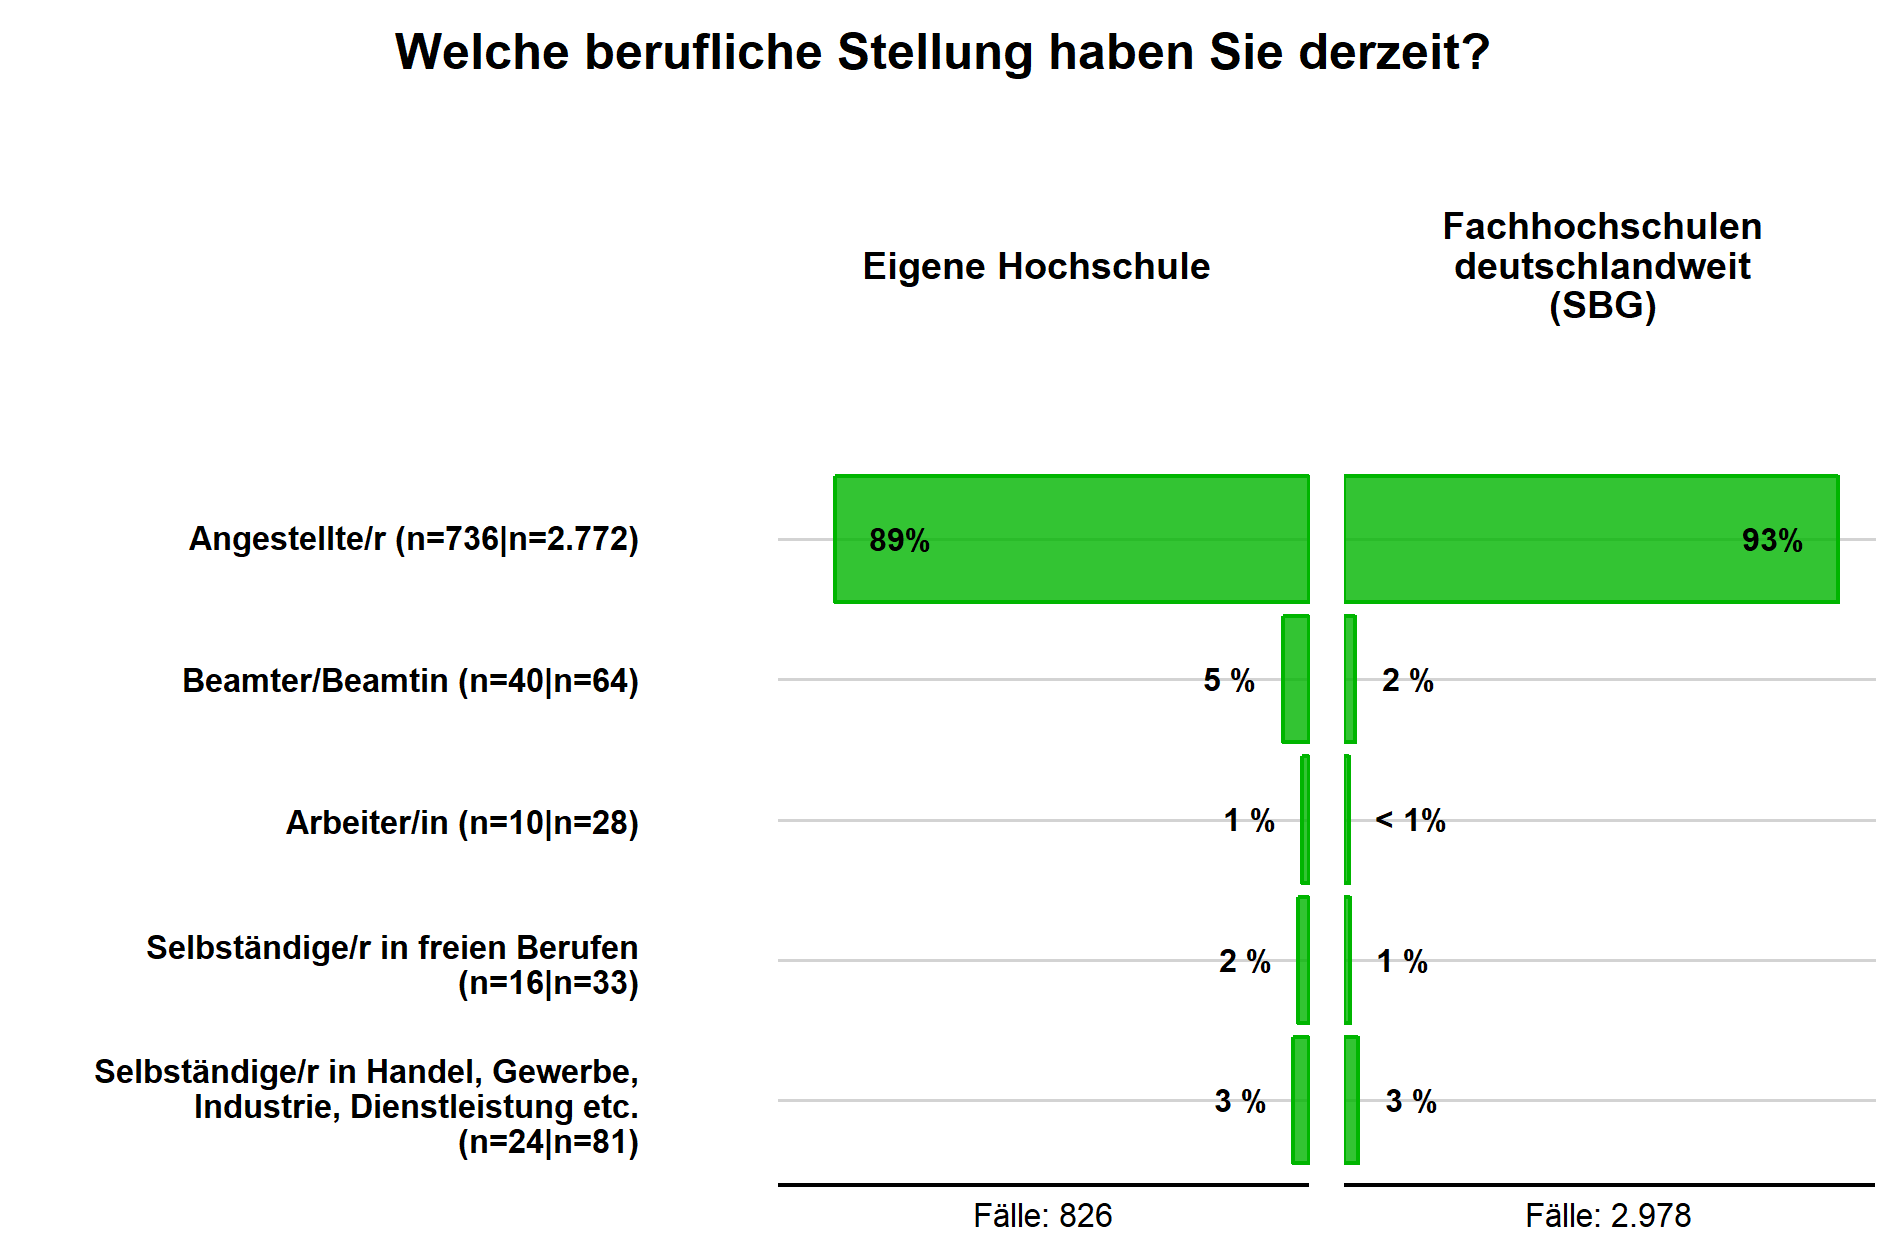 Welche berufliche Stellung haben Sie derzeit?
Eigene Hochschule
Fachhochschulen
deutschlandweit
(SBG)
Angestellte/r (n=736|n=2.772)
89%
93%
Beamter/Beamtin (n=40|n=64)
5 %
2 %
Arbeiter/in (n=10|n=28)
1 %
< 1%
Selbständige/r in freien Berufen
(n=16|n=33)
2 %
1 %
Selbständige/r in Handel, Gewerbe,
Industrie, Dienstleistung etc.
(n=24|n=81)
3 %
3 %
Fälle: 826
Fälle: 2.978